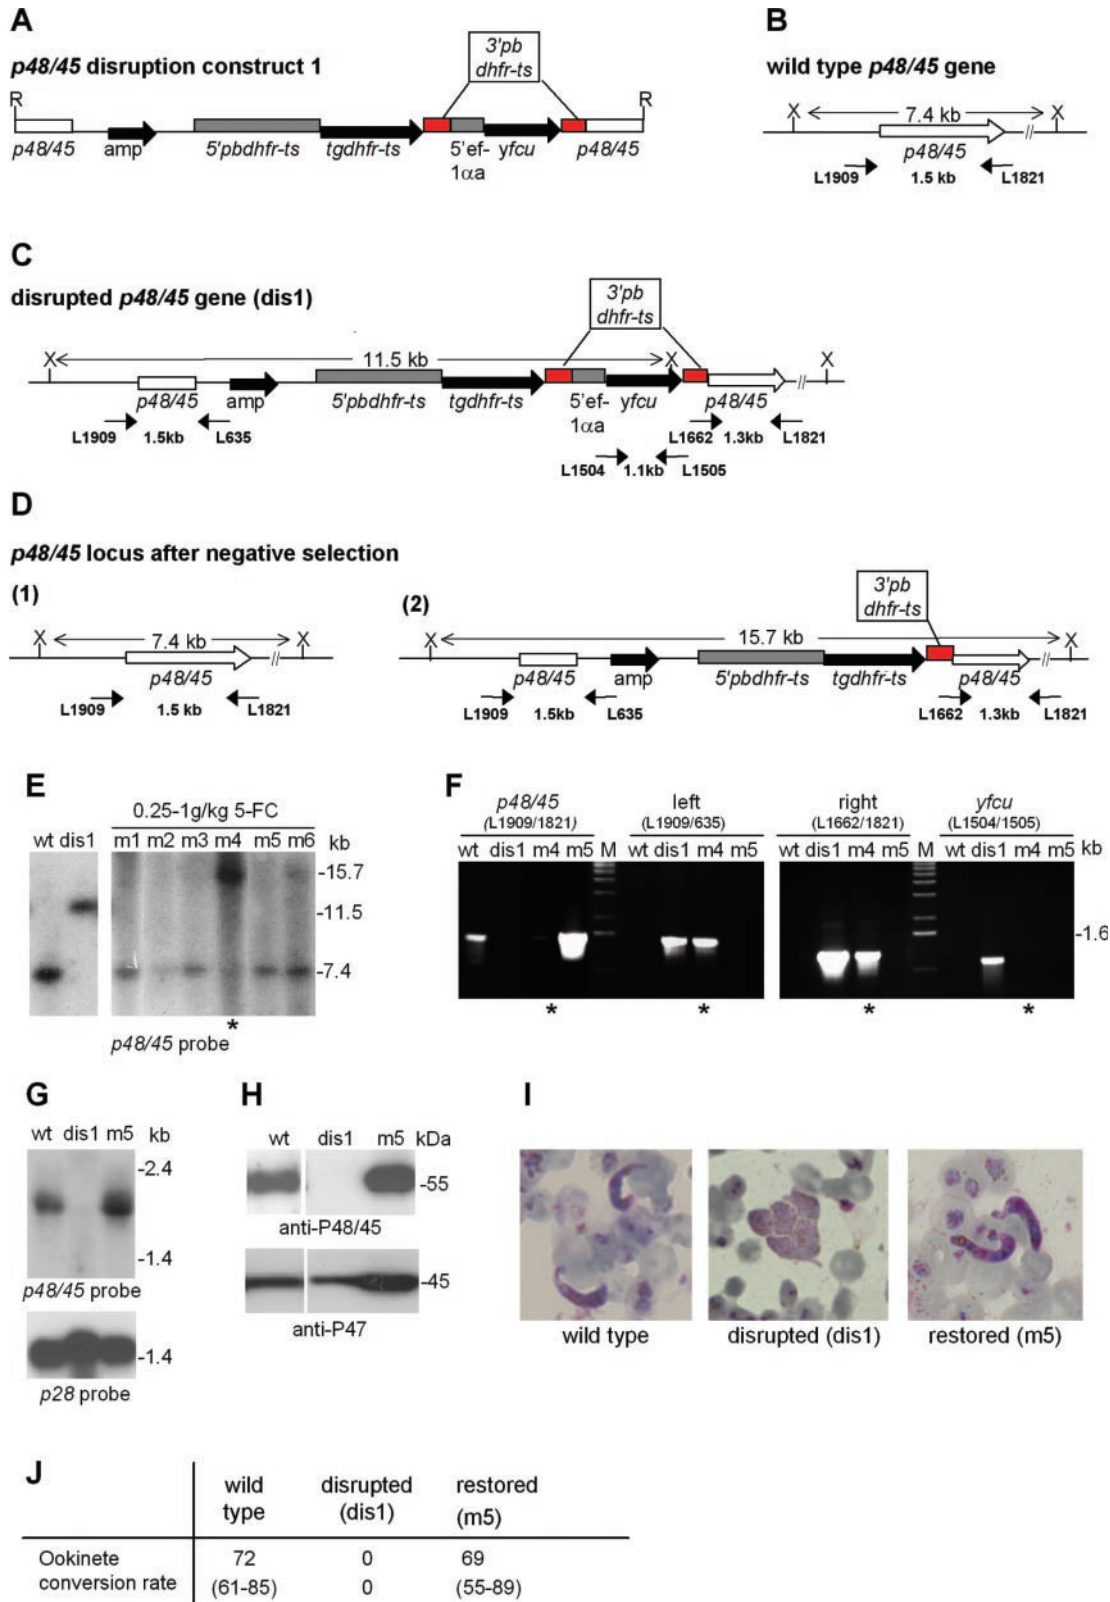 A
p48/45 disruption construct 1
3'pb
dhfr-ts
R
R
p48/45
amp
5'pbdhfr-ts
tgdhfr-ts
5'ef-
1αa
yfcu
p48/45
B
wild type p48/45 gene
X
7.4 kb
X
p48/45
L1909
1.5 kb
L1821
C
disrupted p48/45 gene (dis1)
3'pb
dhfr-ts
X
11.5 kb
X
X
p48/45
amp
5'pbdhfr-ts
tgdhfr-ts
5'ef-
1αa
yfcu
p48/45
L1909
1.5kb
L635
L1662
1.3kb
L1821
L1504
1.1kb
L1505
D
p48/45 locus after negative selection
(1)
X
7.4 kb
X
p48/45
L1909
1.5 kb
L1821
(2)
3'pb
dhfr-ts
X
15.7 kb
X
p48/45
amp
5'pbdhfr-ts
tgdhfr-ts
p48/45
L1909
1.5kb
L635
L1662
1.3kb
L1821
E
0.25-1g/kg 5-FC
wt dis1 m1 m2 m3 m4 m5 m6 kb
-15.7
-11.5
-7.4
*
p48/45 probe
F
p48/45 left right yfcu
(L1909/1821) (L1909/635) (L1662/1821) (L1504/1505)
wt dis1 m4 m5 M wt dis1 m4 m5 wt dis1 m4 m5 M wt dis1 m4 m5 kb
-1.6
* * * *
G
wt dis1 m5 kb
-2.4
-1.4
p48/45 probe
-1.4
p28 probe
H
wt dis1 m5 kDa
-55
anti-P48/45
-45
anti-P47
I
wild type disrupted (dis1) restored (m5)
J
wild disrupted restored
type (dis1) (m5)
Ookinete 72 0 69
conversion rate (61-85) 0 (55-89)